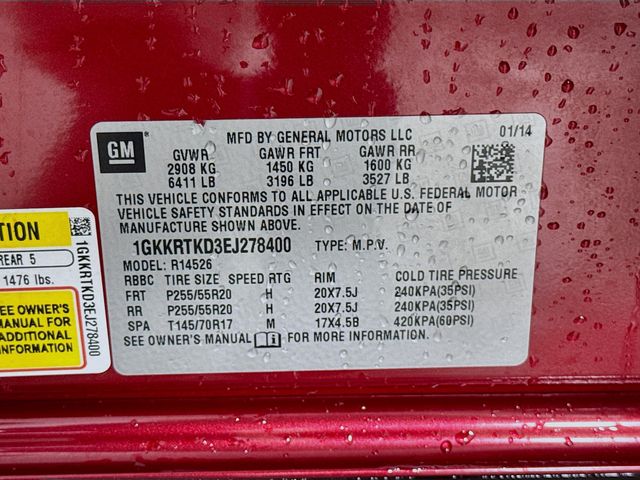 GM
MFD BY GENERAL MOTORS LLC 01/14
GVWR GAWR FRT GAWR RR
2908 KG 1450 KG 1600 KG
6411 LB 3196 LB 3527 LB
THIS VEHICLE CONFORMS TO ALL APPLICABLE U.S. FEDERAL MOTOR
VEHICLE SAFETY STANDARDS IN EFFECT ON THE DATE OF
MANUFACTURE SHOWN ABOVE.
1GKKRTKD3EJ278400 TYPE: M.P.V.
MODEL: R14526
RBBC TIRE SIZE SPEED RTG RIM COLD TIRE PRESSURE
FRT P255/55R20 H 20X7.5J 240KPA(35PSI)
RR P255/55R20 H 20X7.5J 240KPA(35PSI)
SPA T145/70R17 M 17X4.5B 420KPA(60PSI)
SEE OWNER'S MANUAL FOR MORE INFORMATION.
TION
REAR 5
1476 lbs.
SEE OWNER'S
MANUAL FOR
ADDITIONAL
1GKKRTKD3EJ278400